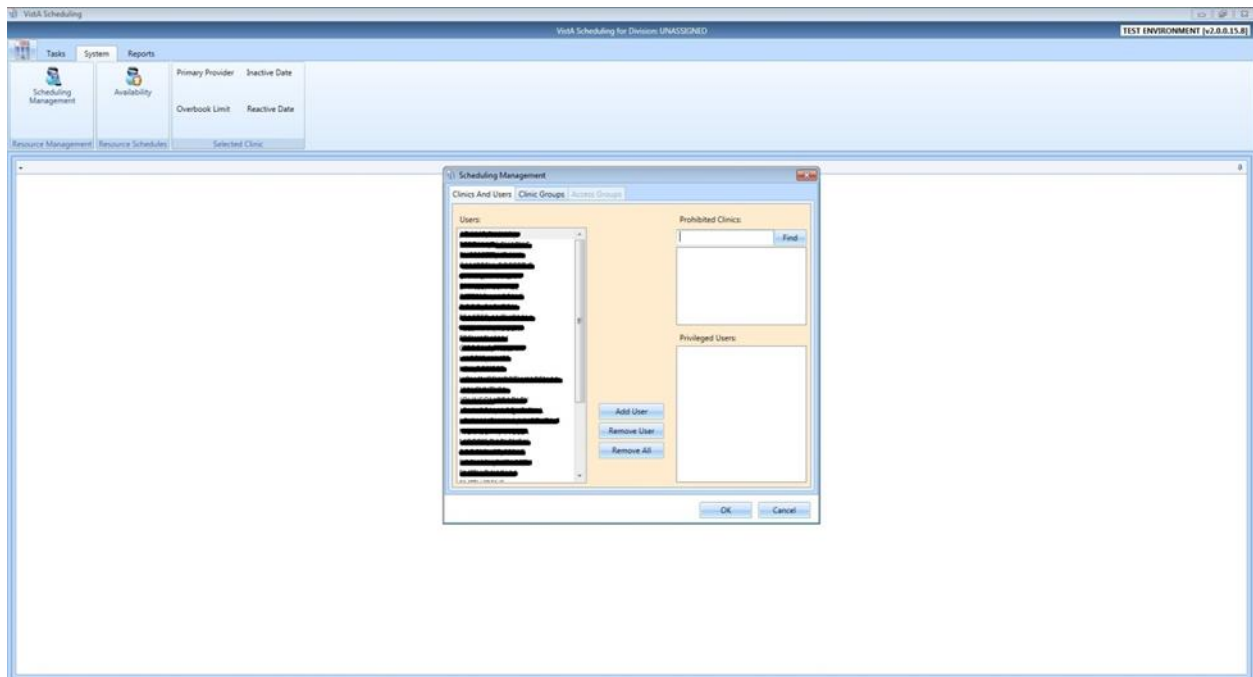 VistA Scheduling
VistA Scheduling for Division: UNASSIGNED
TEST ENVIRONMENT [v2.0.0.15.8]
Tasks System Reports
Scheduling Management
Availability
Primary Provider Inactive Date
Overbook Limit Reactive Date
Resource Management Resource Schedules Selected Clinic
Scheduling Management
Clinics And Users Clinic Groups Access Groups
Users:
Prohibited Clinics:
Find
Privileged Users:
Add User
Remove User
Remove All
OK Cancel